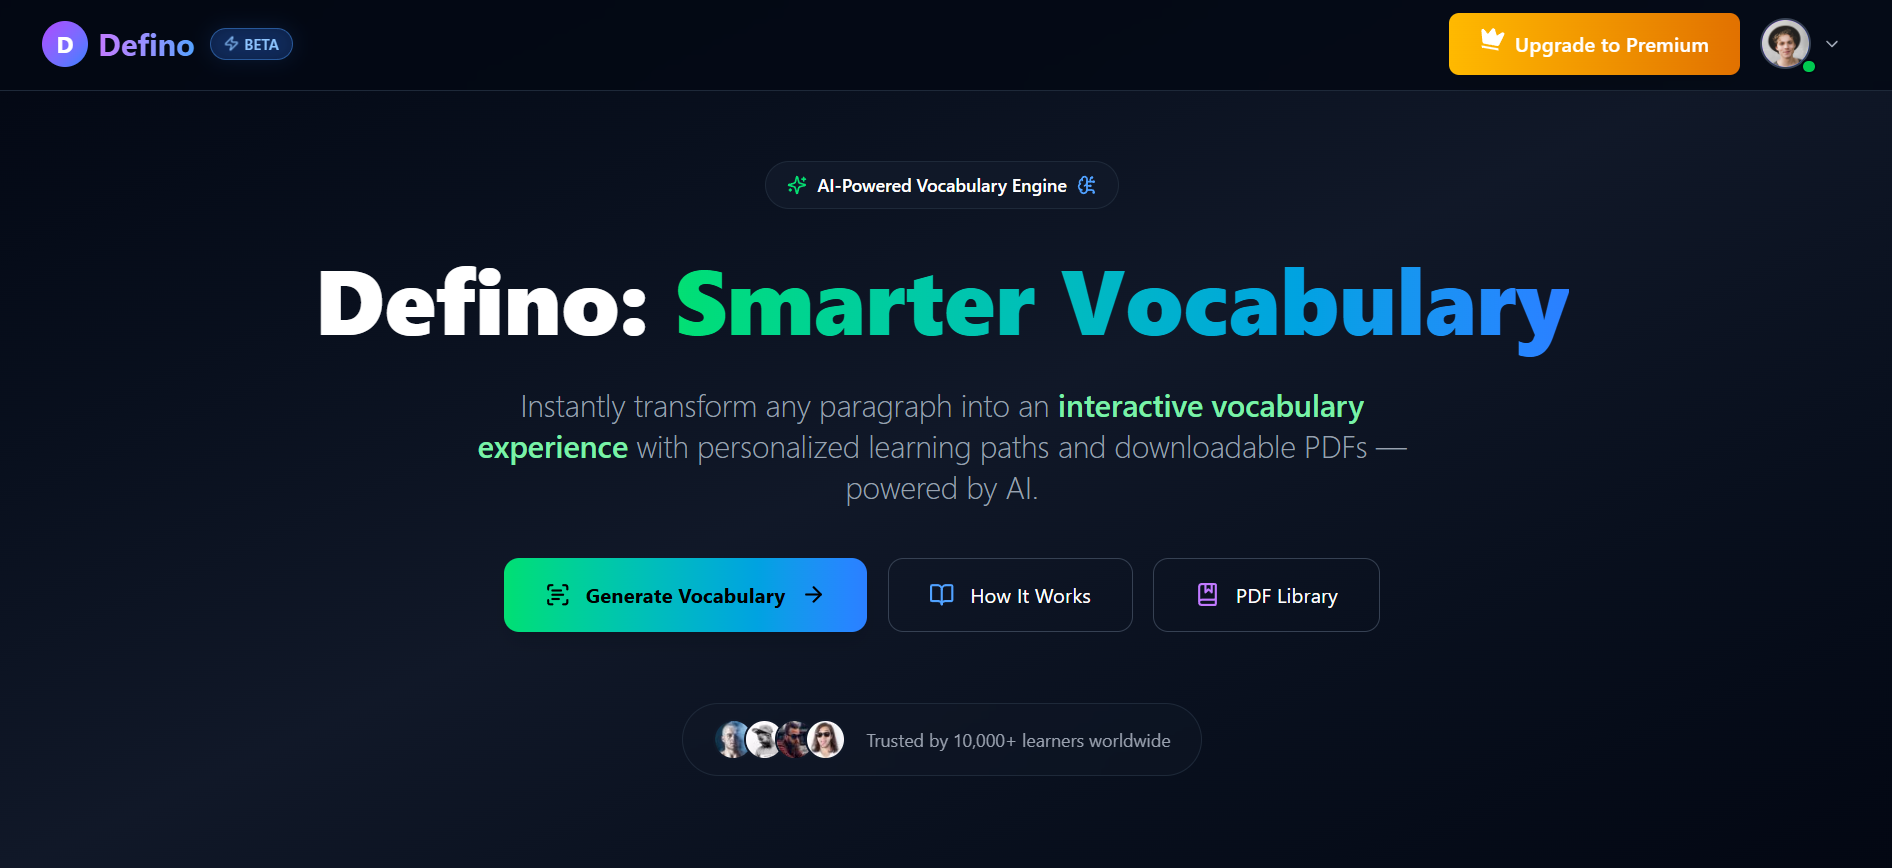 D Defino BETA
Upgrade to Premium
AI-Powered Vocabulary Engine
Defino: Smarter Vocabulary
Instantly transform any paragraph into an interactive vocabulary
experience with personalized learning paths and downloadable PDFs —
powered by AI.
Generate Vocabulary
How It Works
PDF Library
Trusted by 10,000+ learners worldwide